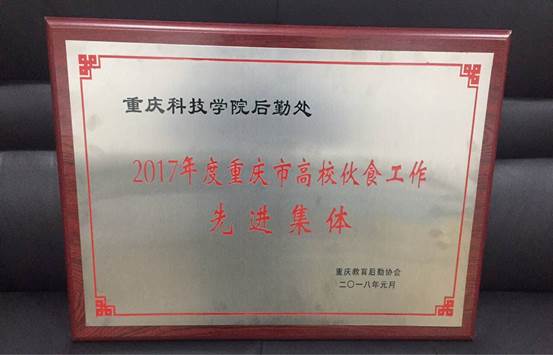 重庆科技学院后勤处
2017年度重庆市高校伙食工作
先进集体
重庆教育后勤协会
二〇一八年元月